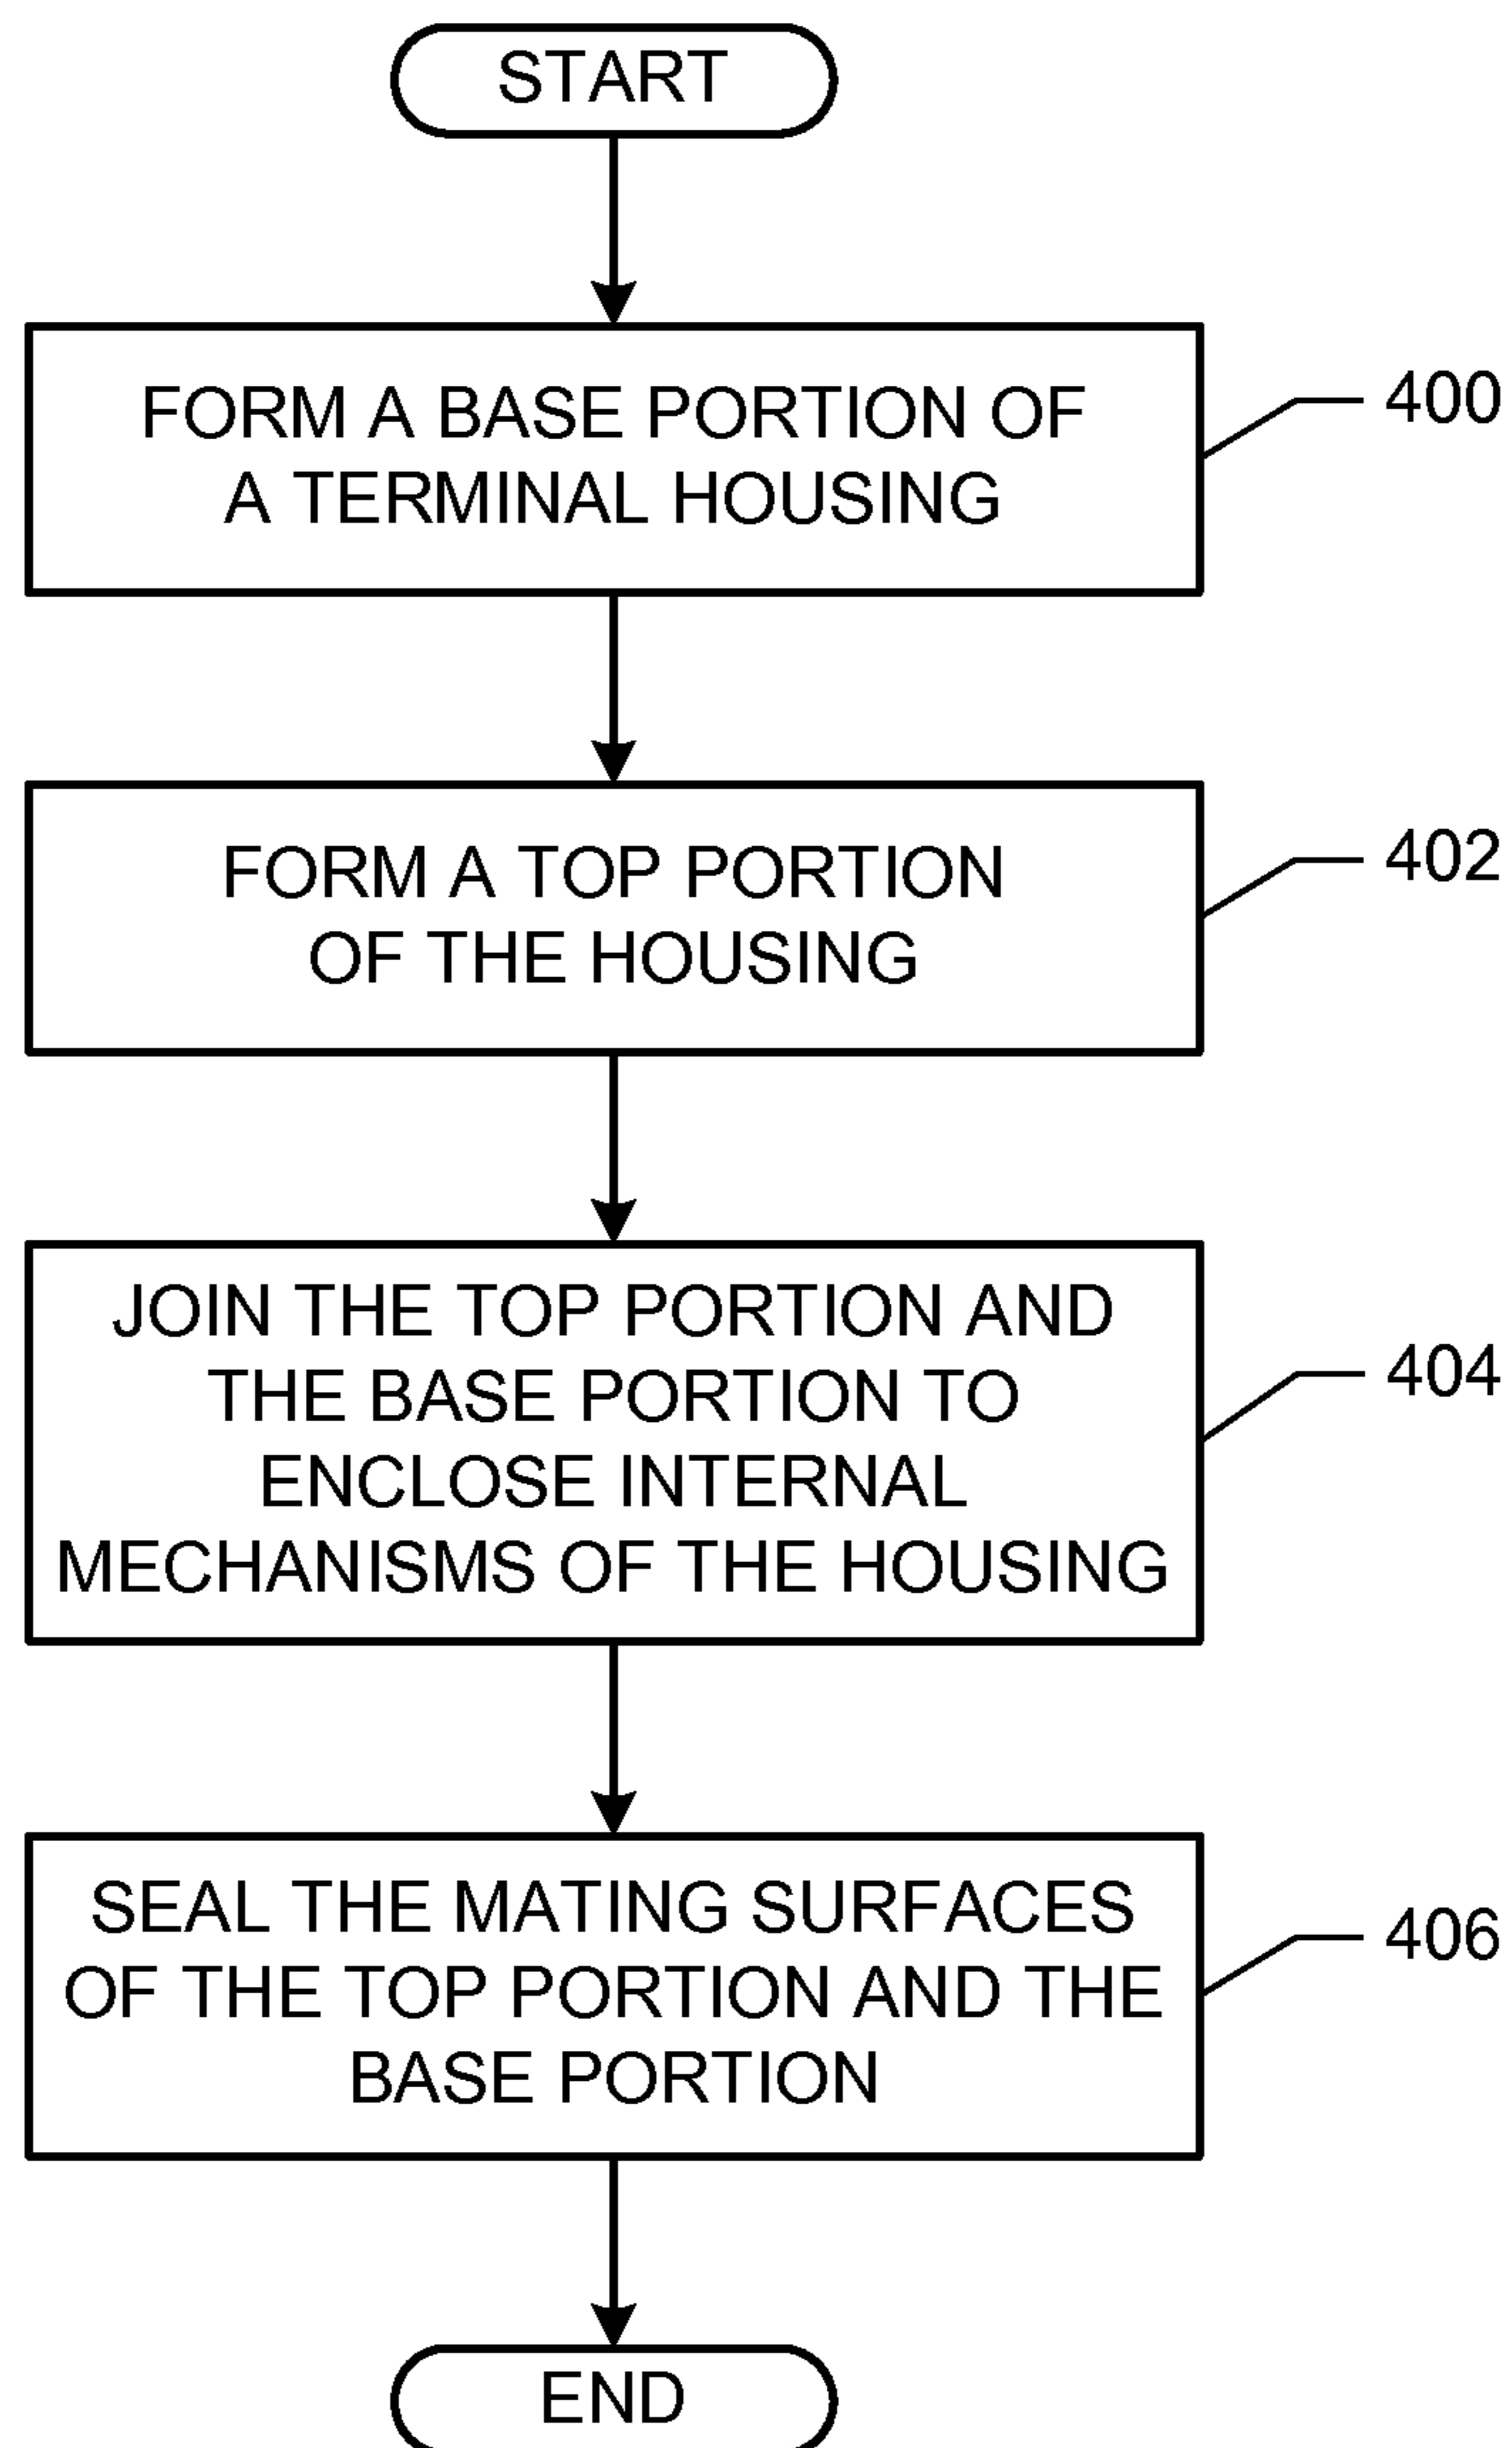 START
FORM A BASE PORTION OF
A TERMINAL HOUSING
400
FORM A TOP PORTION
OF THE HOUSING
402
JOIN THE TOP PORTION AND
THE BASE PORTION TO
ENCLOSE INTERNAL
MECHANISMS OF THE HOUSING
404
SEAL THE MATING SURFACES
OF THE TOP PORTION AND THE
BASE PORTION
406
END